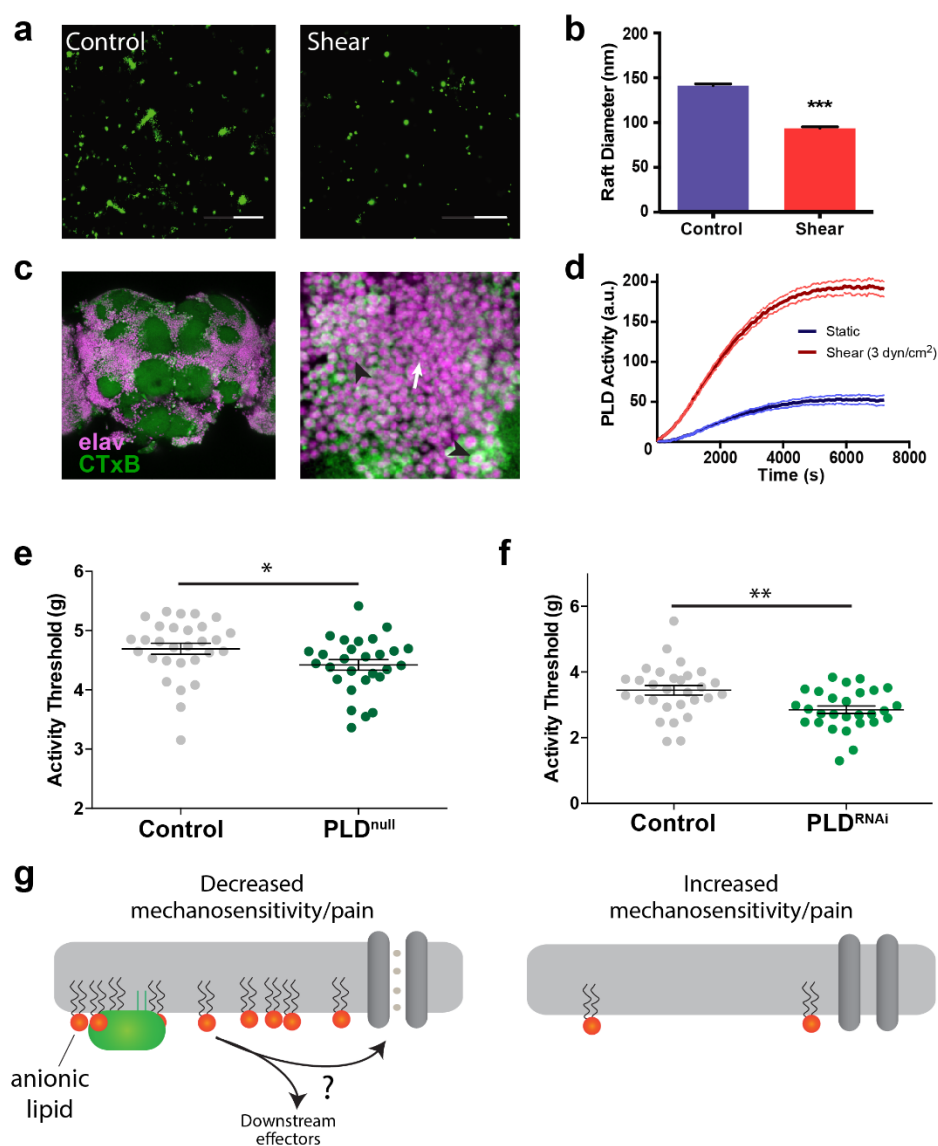 a
Control
Shear
b
Raft Diameter (nm)
200
150
100
50
0
***
Control
Shear
c
elav
CTxB
d
PLD Activity (a.u.)
200
150
100
50
0
Static
Shear (3 dyn/cm²)
2000
4000
6000
8000
Time (s)
e
Activity Threshold (g)
6
5
4
3
2
*
Control
PLDⁿᵘˡˡ
f
Activity Threshold (g)
6
4
2
0
**
Control
PLDᴿᴺᴬⁱ
g
Decreased
mechanosensitivity/pain
Increased
mechanosensitivity/pain
anionic
lipid
?
Downstream
effectors